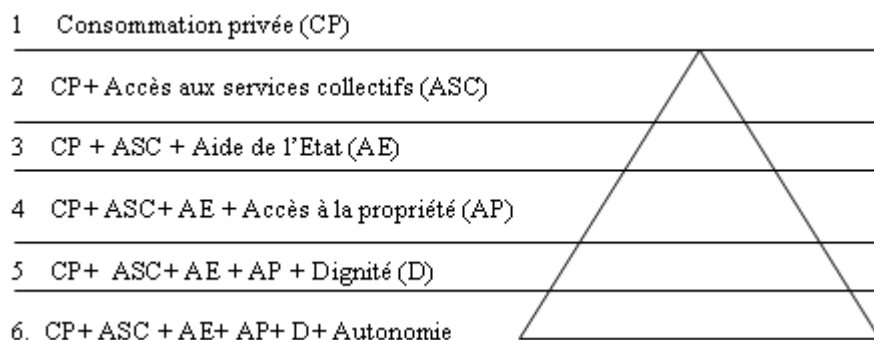 1 Consommation privée (CP)
2 CP+ Accès aux services collectifs (ASC)
3 CP + ASC + Aide de l'Etat (AE)
4 CP+ ASC+ AE + Accès à la propriété (AP)
5 CP+ ASC+ AE + AP + Dignité (D)
6. CP+ ASC + AE+ AP+ D+ Autonomie